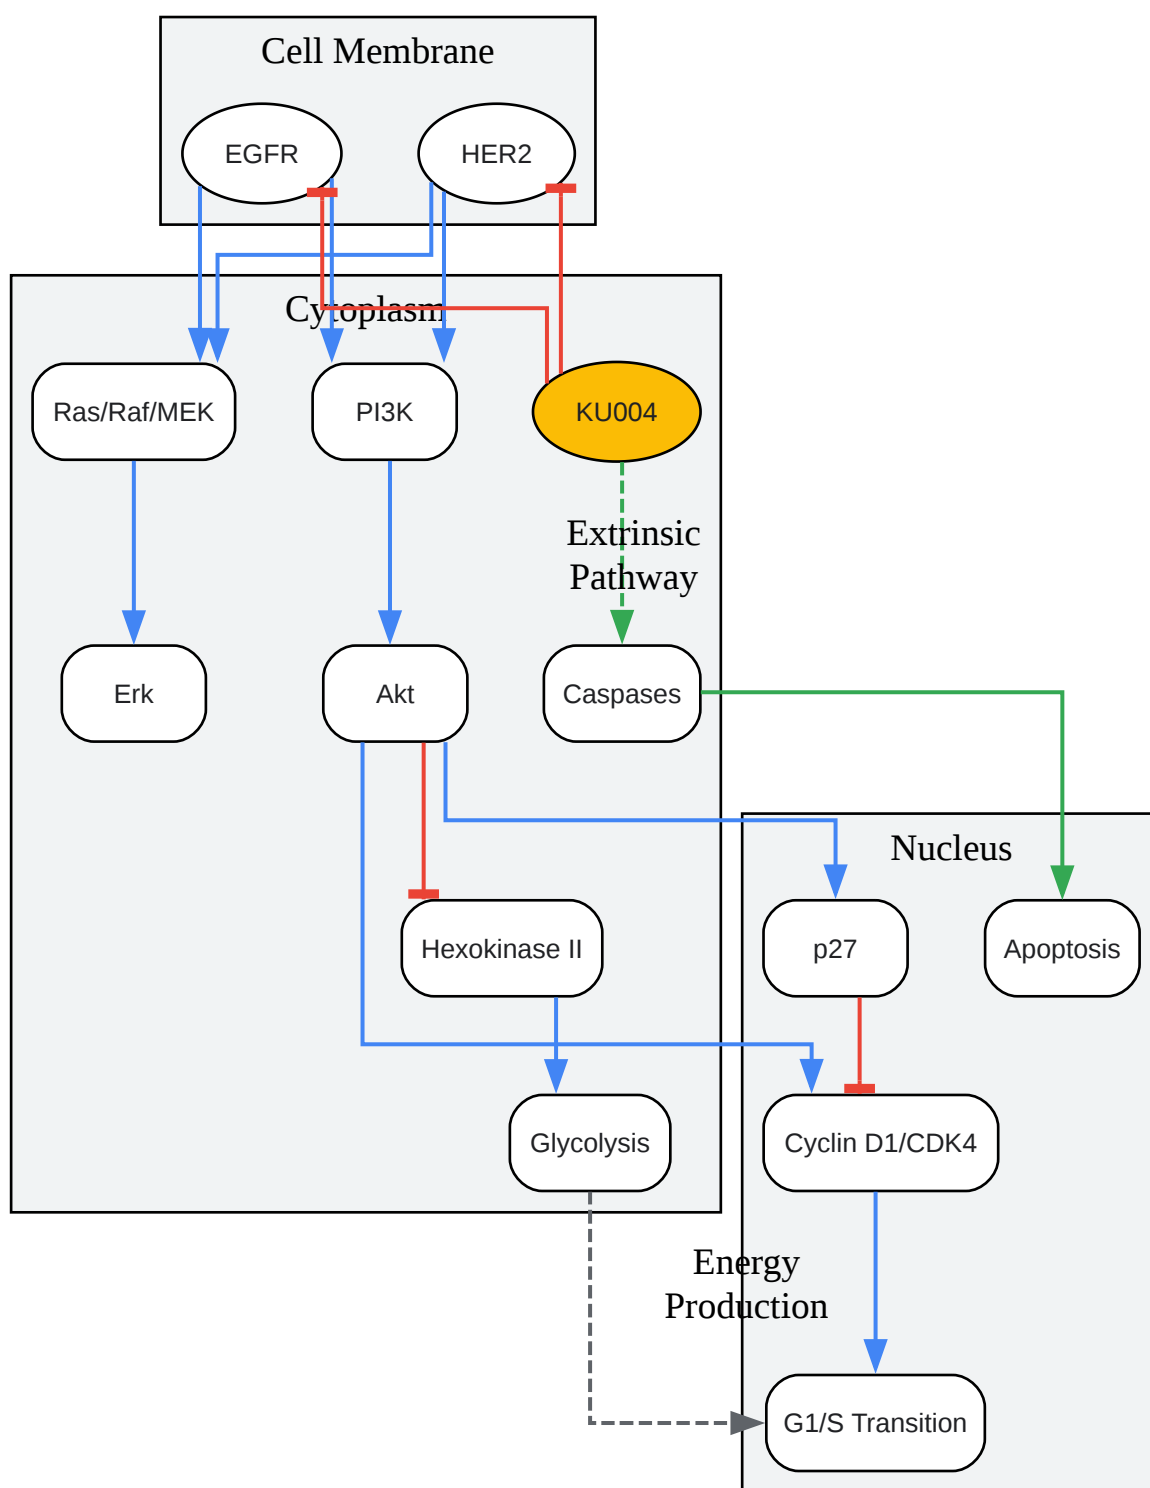 Cell Membrane
EGFR
HER2
Cytoplasm
Ras/Raf/MEK
PI3K
KU004
Extrinsic
Pathway
Erk
Akt
Caspases
Nucleus
Hexokinase II
p27
Apoptosis
Glycolysis
Cyclin D1/CDK4
Energy
Production
G1/S Transition